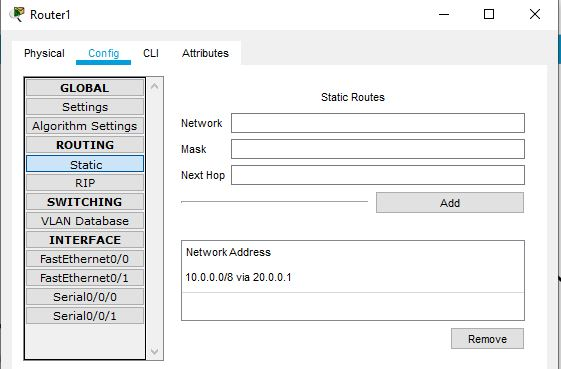 Router1
Physical Config CLI Attributes
GLOBAL
Settings
Algorithm Settings
ROUTING
Static
RIP
SWITCHING
VLAN Database
INTERFACE
FastEthernet0/0
FastEthernet0/1
Serial0/0/0
Serial0/0/1
Static Routes
Network
Mask
Next Hop
Add
Network Address
10.0.0.0/8 via 20.0.0.1
Remove